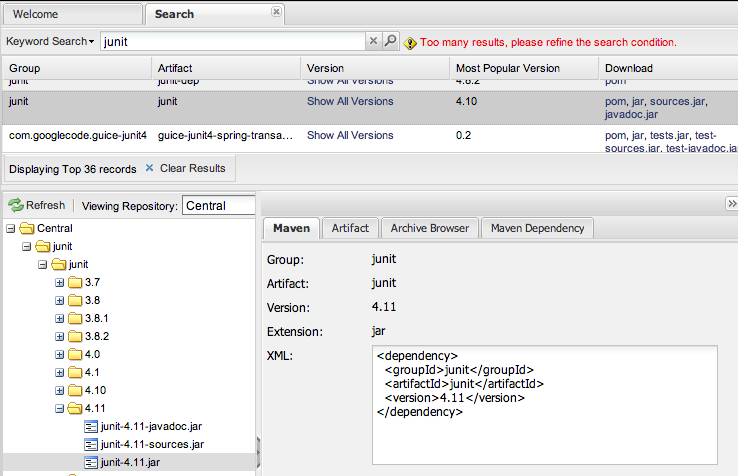 Welcome Search
Keyword Search junit Too many results, please refine the search condition.
Group Artifact Version Most Popular Version Download
junit junit-dep Show All Versions 4.8.2 pom
junit junit Show All Versions 4.10 pom, jar, sources.jar,
javadoc.jar
com.googlecode.guice-junit4 guice-junit4-spring-transa... Show All Versions 0.2 pom, jar, tests.jar, test-
sources.jar, test-javadoc.jar
Displaying Top 36 records Clear Results
Refresh Viewing Repository: Central
Central
junit
junit
3.7
3.8
3.8.1
3.8.2
4.0
4.1
4.10
4.11
junit-4.11-javadoc.jar
junit-4.11-sources.jar
junit-4.11.jar
Maven Artifact Archive Browser Maven Dependency
Group: junit
Artifact: junit
Version: 4.11
Extension: jar
XML: <dependency>
<groupId>junit</groupId>
<artifactId>junit</artifactId>
<version>4.11</version>
</dependency>